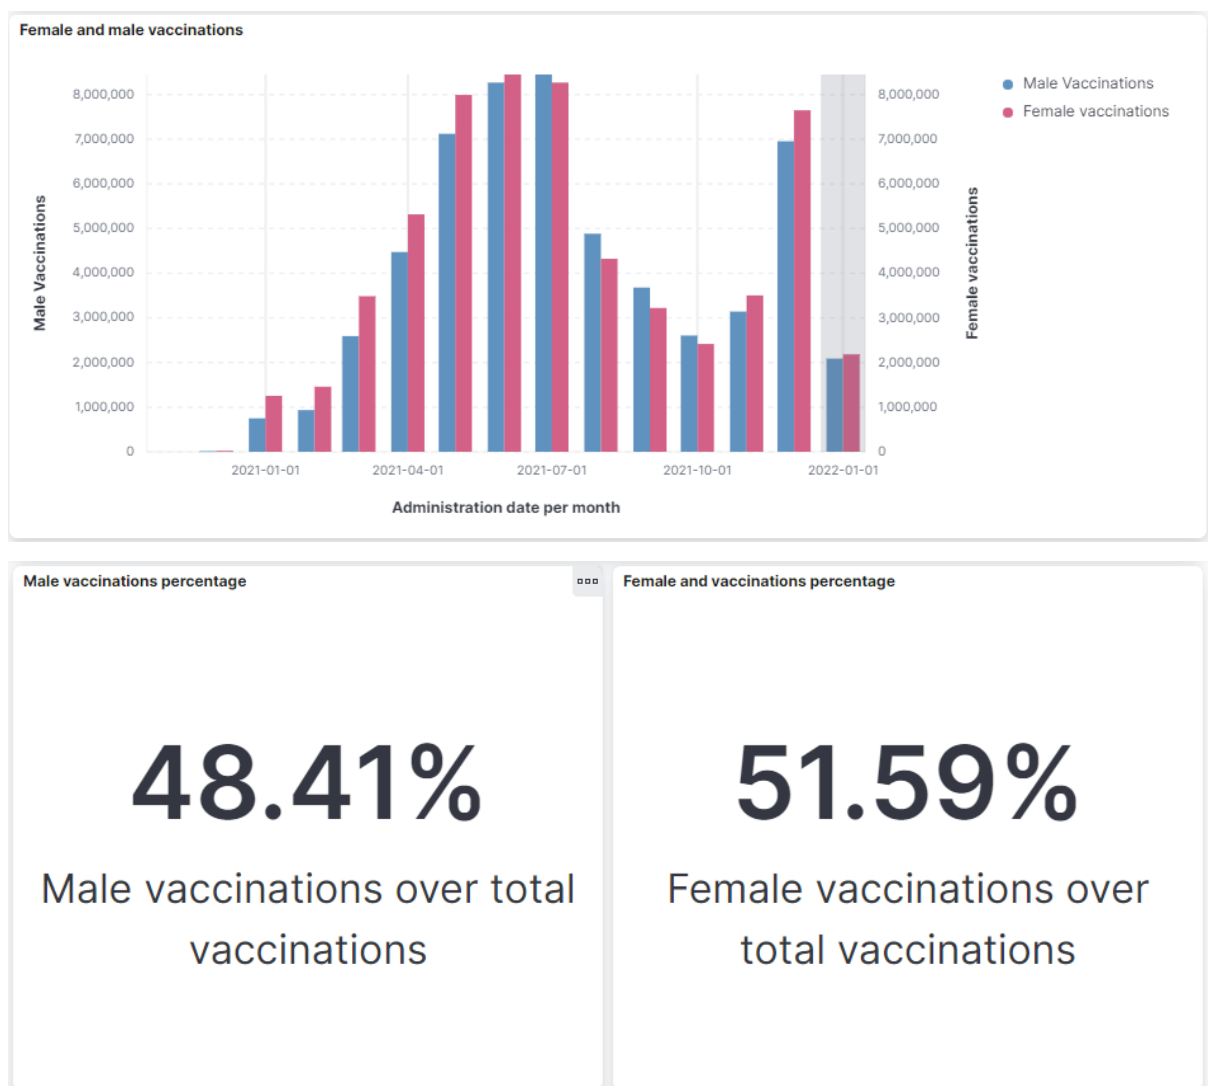 Female and male vaccinations
Male Vaccinations
8,000,000
7,000,000
6,000,000
5,000,000
4,000,000
3,000,000
2,000,000
1,000,000
0
8,000,000
7,000,000
6,000,000
5,000,000
4,000,000
3,000,000
2,000,000
1,000,000
0
Female vaccinations
Male Vaccinations
Female vaccinations
2021-01-01 2021-04-01 2021-07-01 2021-10-01 2022-01-01
Administration date per month
Male vaccinations percentage
48.41%
Male vaccinations over total
vaccinations
Female and vaccinations percentage
51.59%
Female vaccinations over
total vaccinations